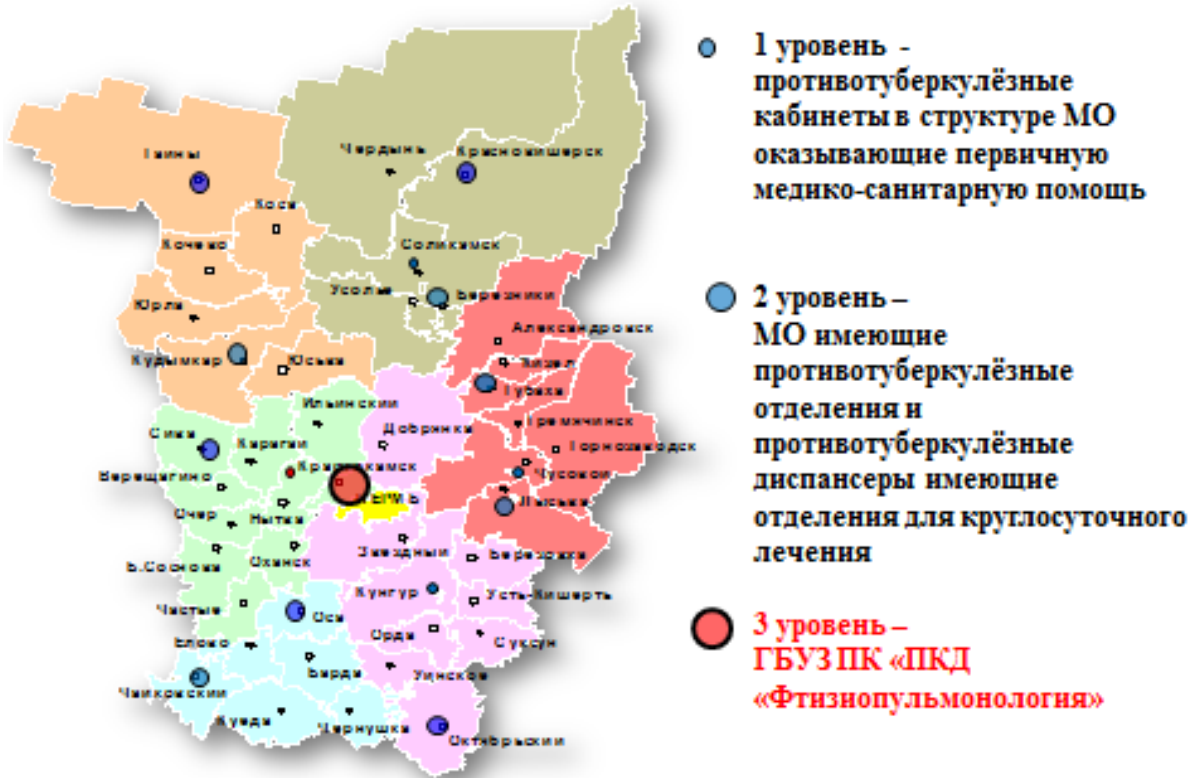 Гаины
Чердынь
Красновишерск
Коса
Кочево
Соликамск
Усолье
Березники
Юрла
Александровск
Кудымкар
Юсьва
Кизел
Губаха
Ильинский
Гремячинск
Сива
Карагай
Добрянка
Горнозаводск
Верещагино
Краснокамск
Чусовой
ПЕРМЬ
Лысьва
Очер
Нытва
Звездный
Березовка
Б.Соснова
Оханск
Частые
Кунгур
Усть-Кишерть
Оса
Орда
Суксун
Елово
Барда
Уинское
Чайковский
Куеда
Чернушка
Октябрьский
1 уровень -
противотуберкулёзные
кабинеты в структуре МО
оказывающие первичную
медико-санитарную помощь
2 уровень –
МО имеющие
противотуберкулёзные
отделения и
противотуберкулёзные
диспансеры имеющие
отделения для круглосуточного
лечения
3 уровень –
ГБУЗ ПК «ПКД
«Фтизиопульмонология»